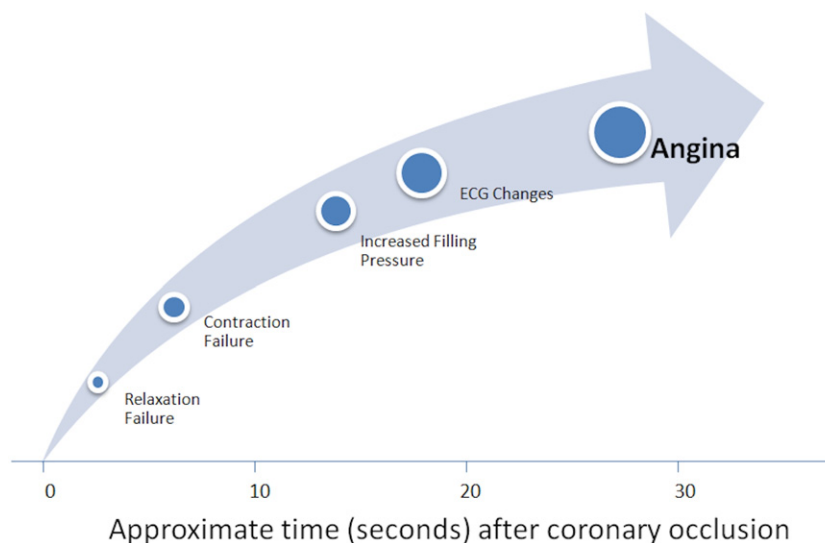 Angina
ECG Changes
Increased Filling
Pressure
Contraction
Failure
Relaxation
Failure
0 10 20 30
Approximate time (seconds) after coronary occlusion